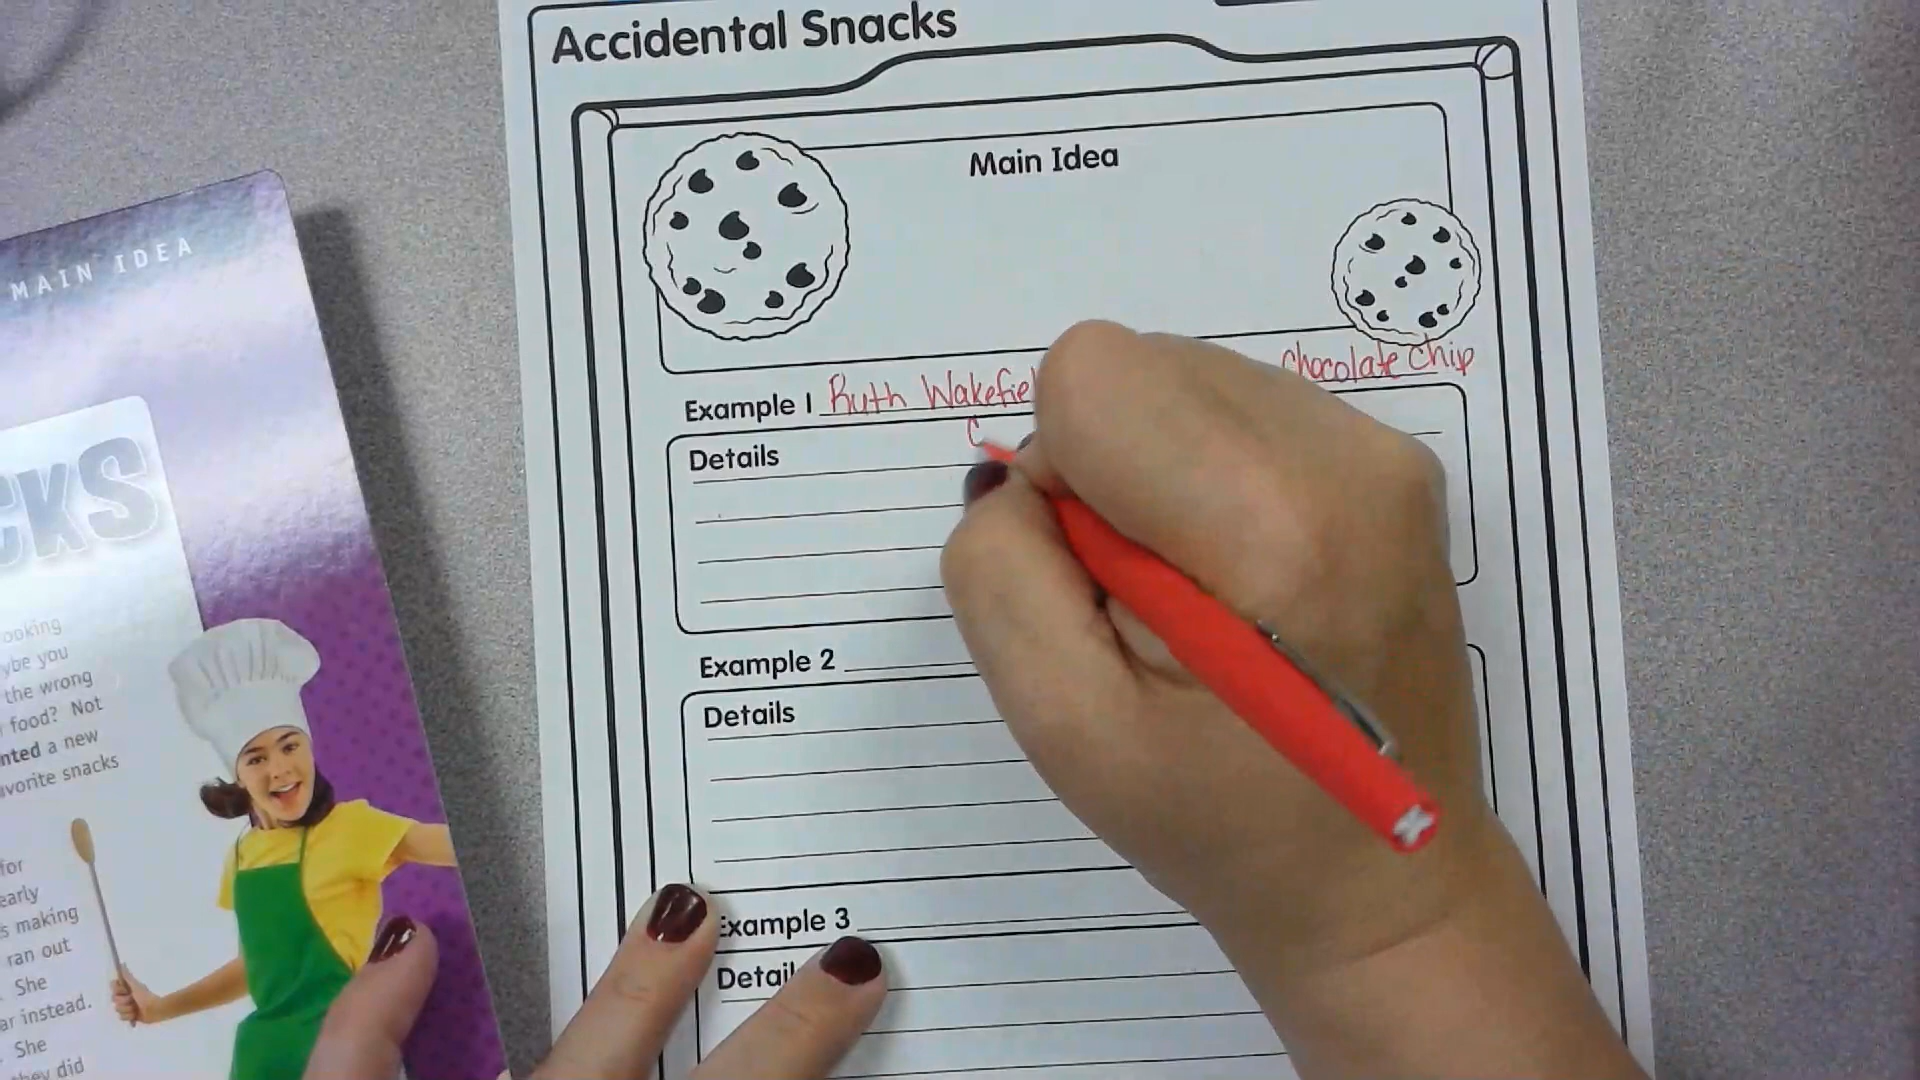 Accidental Snacks
Main Idea
Example 1 Ruth Wakefiel chocolate chip
C
Details
Example 2
Details
Example 3
Detail
MAIN IDEA
CKS
ooking
ybe you
the wrong
food? Not
nted a new
avorite snacks
for
early
s making
ran out
. She
ar instead.
. She
they did